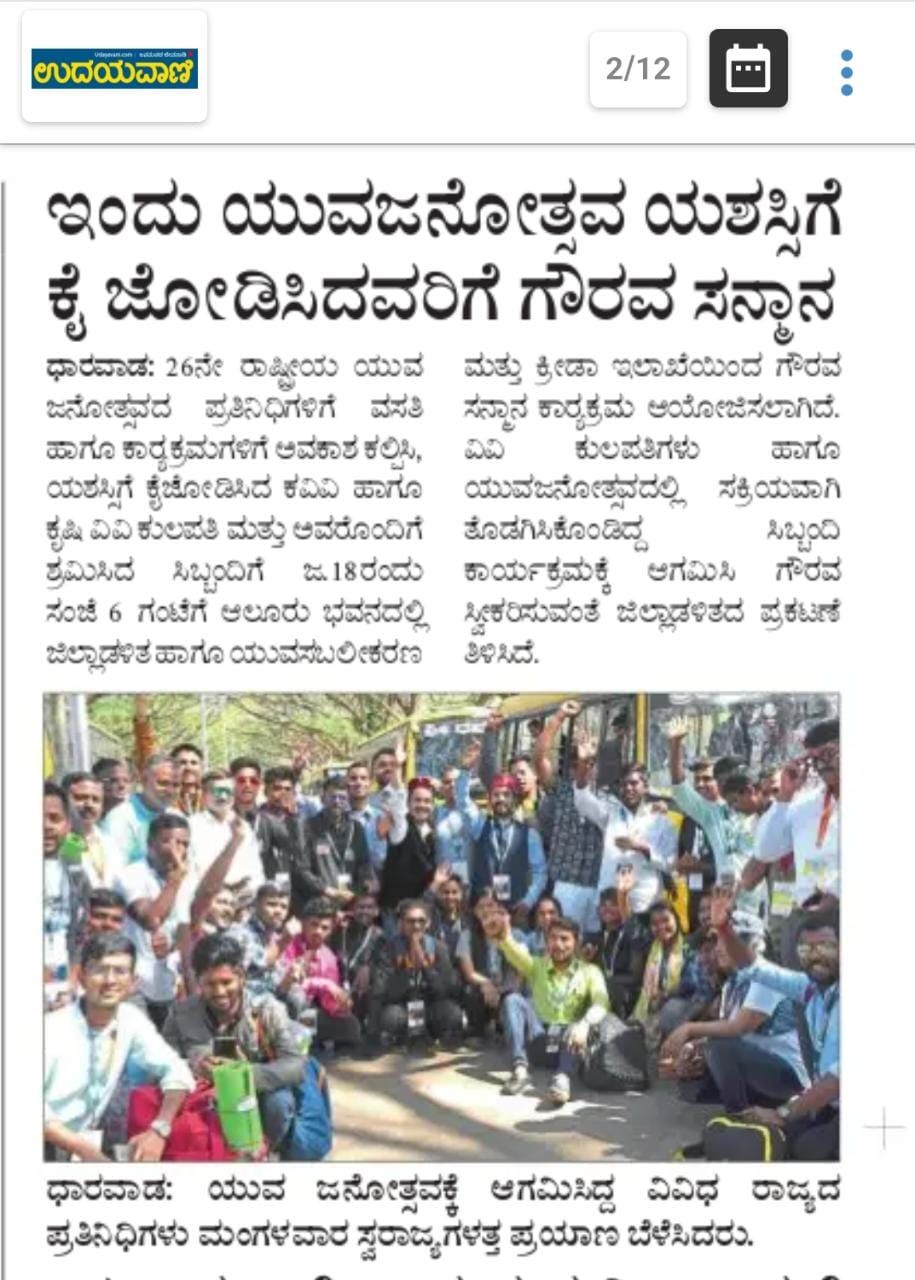 ಉದಯವಾಣಿ
2/12
ಇಂದು ಯುವಜನೋತ್ಸವ ಯಶಸ್ಸಿಗೆ
ಕೈ ಜೋಡಿಸಿದವರಿಗೆ ಗೌರವ ಸನ್ಮಾನ
ಧಾರವಾಡ: 26ನೇ ರಾಷ್ಟ್ರೀಯ ಯುವ
ಜನೋತ್ಸವದ ಪ್ರತಿನಿಧಿಗಳಿಗೆ ವಸತಿ
ಹಾಗೂ ಕಾರ್‍ಯಕ್ರಮಗಳಿಗೆ ಅವಕಾಶ ಕಲ್ಪಿಸಿ,
ಯಶಸ್ಸಿಗೆ ಕೈಜೋಡಿಸಿದ ಕವಿವಿ ಹಾಗೂ
ಕೃಷಿ ವಿವಿ ಕುಲಪತಿ ಮತ್ತು ಅವರೊಂದಿಗೆ
ಶ್ರಮಿಸಿದ ಸಿಬ್ಬಂದಿಗೆ ಜ.18ರಂದು
ಸಂಜೆ 6 ಗಂಟೆಗೆ ಆಲೂರು ಭವನದಲ್ಲಿ
ಜಿಲ್ಲಾಡಳಿತ ಹಾಗೂ ಯುವಸಬಲೀಕರಣ
ಮತ್ತು ಕ್ರೀಡಾ ಇಲಾಖೆಯಿಂದ ಗೌರವ
ಸನ್ಮಾನ ಕಾರ್‍ಯಕ್ರಮ ಆಯೋಜಿಸಲಾಗಿದೆ.
ವಿವಿ ಕುಲಪತಿಗಳು ಹಾಗೂ
ಯುವಜನೋತ್ಸವದಲ್ಲಿ ಸಕ್ರಿಯವಾಗಿ
ತೊಡಗಿಸಿಕೊಂಡಿದ್ದ ಸಿಬ್ಬಂದಿ
ಕಾರ್ಯಕ್ರಮಕ್ಕೆ ಆಗಮಿಸಿ ಗೌರವ
ಸ್ವೀಕರಿಸುವಂತೆ ಜಿಲ್ಲಾಡಳಿತದ ಪ್ರಕಟಣೆ
ತಿಳಿಸಿದೆ.
ಧಾರವಾಡ: ಯುವ ಜನೋತ್ಸವಕ್ಕೆ ಆಗಮಿಸಿದ್ದ ವಿವಿಧ ರಾಜ್ಯದ
ಪ್ರತಿನಿಧಿಗಳು ಮಂಗಳವಾರ ಸ್ವರಾಜ್ಯಗಳತ್ತ ಪ್ರಯಾಣ ಬೆಳೆಸಿದರು.